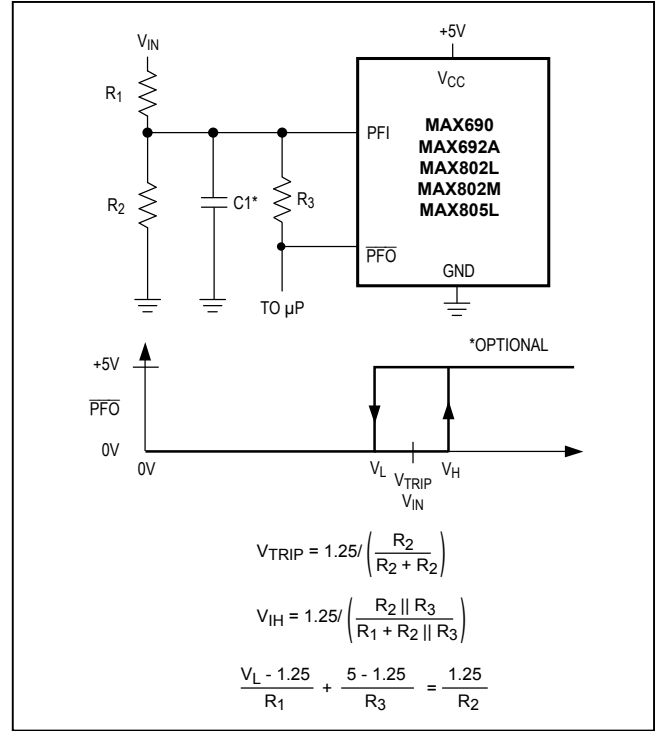 +5V
V_IN
V_CC
R_1
PFI
MAX690
MAX692A
MAX802L
MAX802M
MAX805L
R_2
C1*
R_3
P̅F̅O̅
GND
TO µP
*OPTIONAL
+5V
P̅F̅O̅
0V
0V
V_L
V_TRIP
V_H
V_IN
V_TRIP = 1.25/(R_2 / (R_2 + R_2))
V_IH = 1.25/(R_2 || R_3 / (R_1 + R_2 || R_3))
(V_L - 1.25)/R_1 + (5 - 1.25)/R_3 = 1.25/R_2